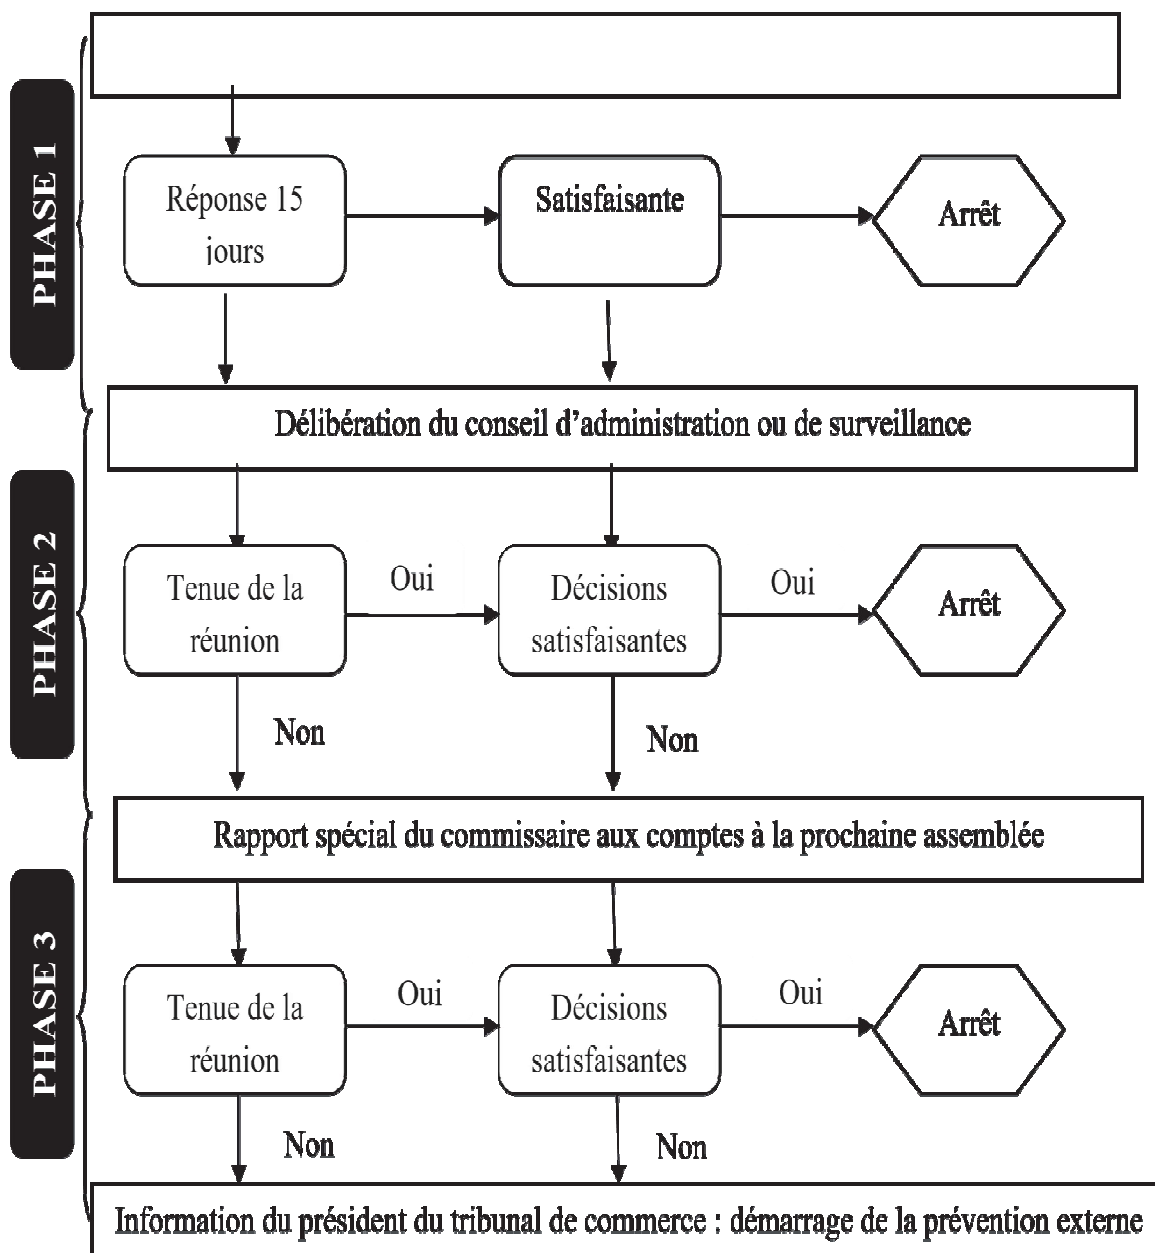 PHASE 1
Réponse 15
jours
Satisfaisante
Arrêt
Délibération du conseil d’administration ou de surveillance
PHASE 2
Tenue de la
réunion
Oui
Décisions
satisfaisantes
Oui
Arrêt
Non
Non
Rapport spécial du commissaire aux comptes à la prochaine assemblée
PHASE 3
Tenue de la
réunion
Oui
Décisions
satisfaisantes
Oui
Arrêt
Non
Non
Information du président du tribunal de commerce : démarrage de la prévention externe